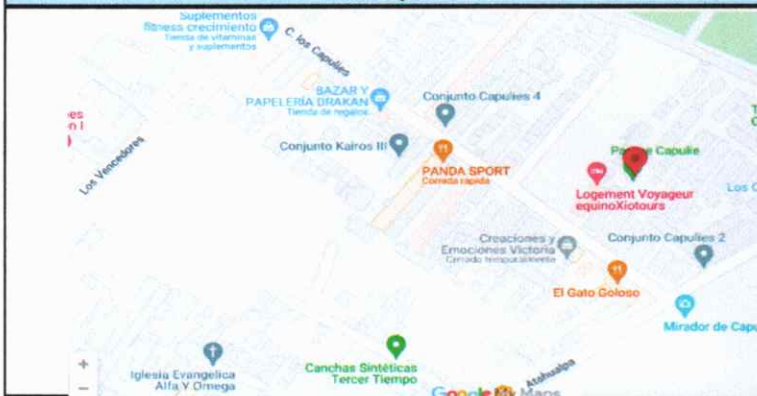 Suplementos
fitness crecimiento
Tienda de vitaminas
y suplementos
C. los Capulíes
BAZAR Y
PAPELERÍA DRAKAN
Tienda de regalos
Conjunto Capulíes 4
Conjunto Kairos III
Los Vencedores
PANDA SPORT
Comida rápida
Parque Capulíe
Logement Voyageur
equinoXiotours
Creaciones y
Emociones Victoria
Cerrado temporalmente
Conjunto Capulíes 2
El Gato Goloso
Mirador de Capu
Iglesia Evangelica
Alfa Y Omega
Canchas Sintéticas
Tercer Tiempo
Atahualpa
Google My Maps